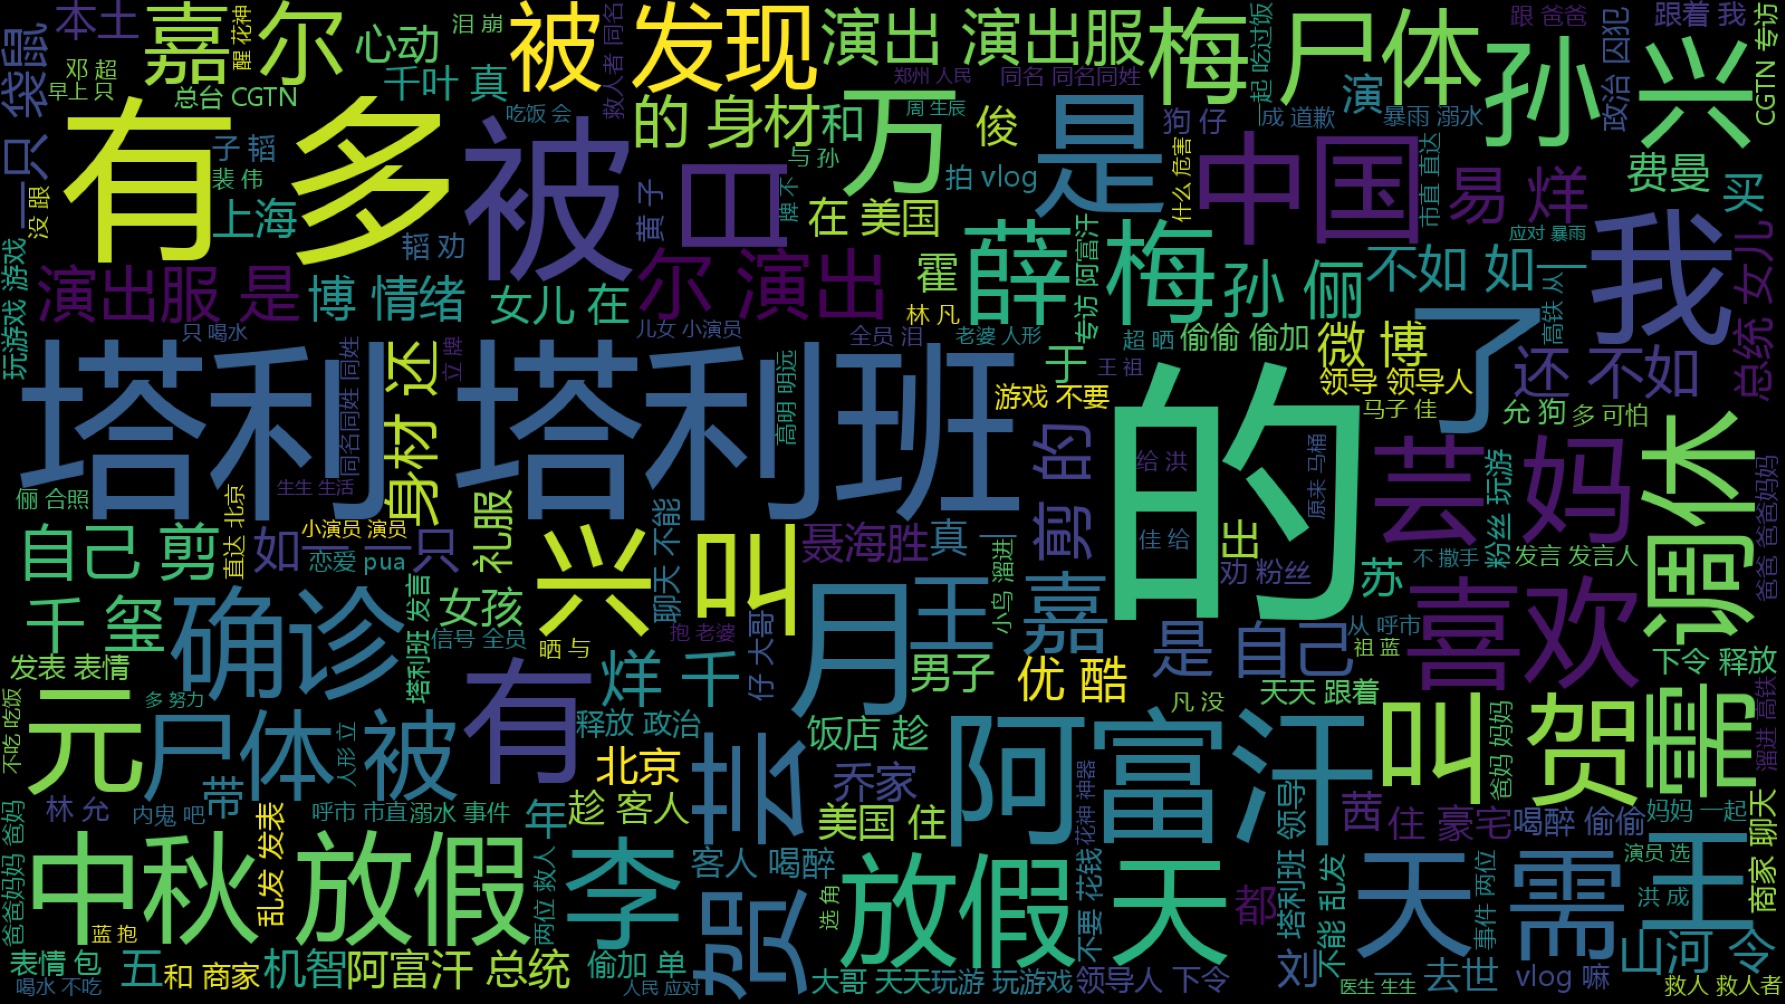 本土
嘉
尔
心动
泪 崩
被 发现
救人者 同名
演出 演出服
梅 尸体
起 吃过饭
孙 兴
跟 爸爸
政治 囚犯
跟着 我
CGTN 专访
一只 袋鼠
邓 超
早上 只
醒 花神
总台 CGTN
千叶 真
郑州 人民
同名 同名同姓
演
有 多
被
吃饭 会
的 身材
和
万
周 生辰
俊
是
狗 仔
成 道歉
暴雨 溺水
子 韬
裴 伟
没 跟
上海
口
与 孙
拍 vlog
中国
什么 危害
市直 直达
易 烊
费曼
买
黄 子
牌 不
在 美国
韬 劝
玩游戏 游戏
演出服 是
博 情绪
女儿 在
尔 演出
霍
林 凡
薛
梅
专访 阿富汗
孙 俪
不如 如一
应对 暴雨
我
总统 女儿
只 喝水
儿女 小演员
全员 泪
老婆 人形
超 晒
偷偷 偷加
微 博
了
高铁 从
还 不如
塔利
塔利班
身材 还
同名同姓 同姓
立 牌
高明 明远
于
王 祖
游戏 不要
领导 领导人
马子 佳
允 狗
多 可怕
的
剪 的
给 洪
原来 马桶
芸 妈
粉丝 玩游
调休
爸爸 爸爸妈妈
俪 合照
生生 生活
直达 北京
小演员 演员
礼服
自己 剪
如一 一只
恋爱 pua
兴 叫
聊天 不能
聂海胜
真 一
小鸟 溜进
佳 给
出
劝 粉丝
苏
不 撒手
发言 发言人
千 玺
确诊
塔利班 发言
女孩
信号 全员
晒 与
抱 老婆
仔 大哥
月
王
嘉
是 自己
从 呼市
祖 蓝
喜欢
下令 释放
发表 表情
多 努力
有
烊 千
男子
优 酷
凡 没
天天 跟着
爸妈 妈妈
溜进 高铁
不吃 吃饭
元
尸体 被
人形 立
释放 政治
北京
芸
饭店 趁
乔家
阿富汗
叫
贺
需
带
林 允
内鬼 吧
呼市 市直
溺水 事件
乱发 发表
年
趁 客人
美国 住
塔利班 领导
茜
住 豪宅
喝醉 偷偷
妈妈 一起
商家 聊天
爸爸妈妈 爸妈
中秋 放假
两位 救人
李
客人 喝醉
贺
选 角
放假 天
不要 花钱
花神 神器
都
不能 乱发
天
事件 两位
需
演员 选
洪 成
王
蓝 抱
表情 包
喝水 不吃
五
和 商家
机智
阿富汗 总统
偷加 单
人民 应对
大哥 天天
玩游 玩游戏
领导人 下令
刘
一 去世
医生 生生
vlog 嘛
山河 令
救人 救人者